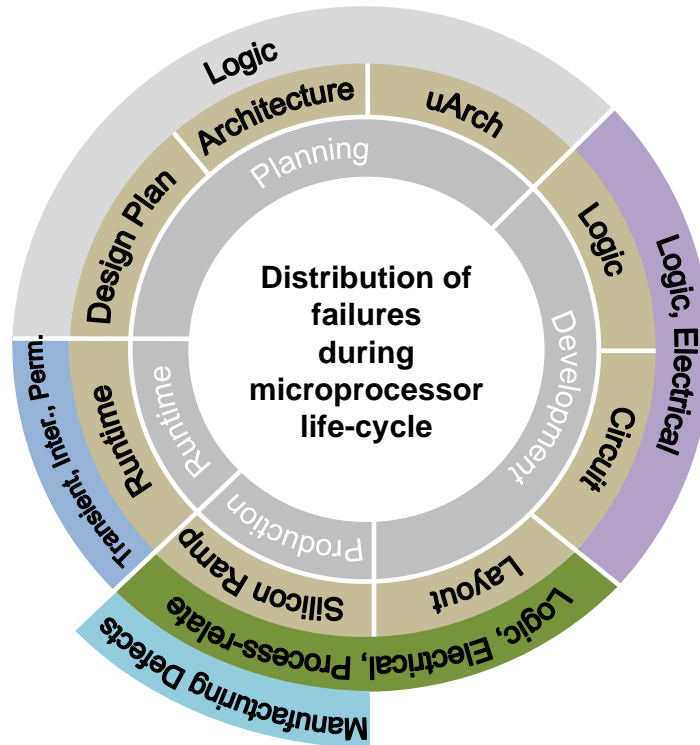 Logic
Architecture
uArch
Planning
Design Plan
Logic
Logic, Electrical
Distribution of
failures
during
microprocessor
life-cycle
Development
Transient, Inter., Perm.
Runtime
Runtime
Circuit
Production
Silicon Ramp
Layout
Logic, Electrical, Process-relate
Manufacturing Defects